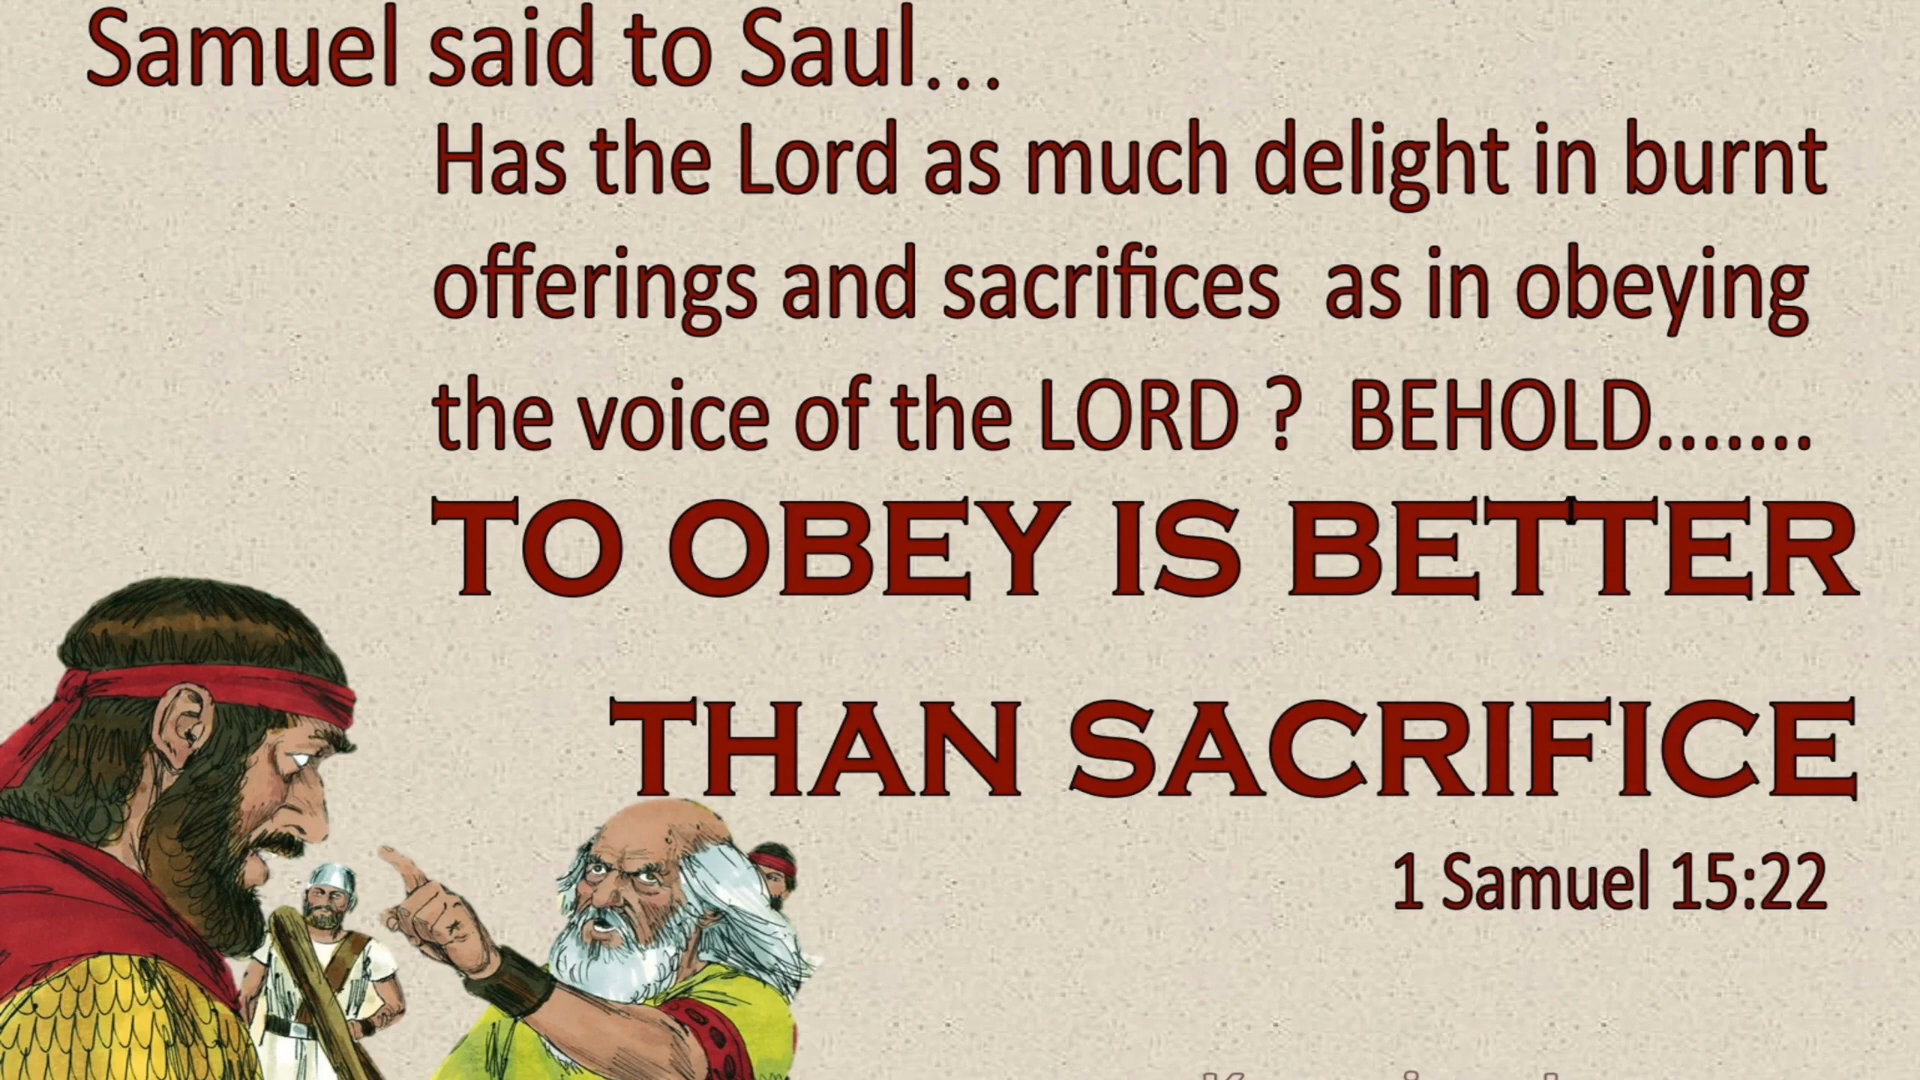 Samuel said to Saul...
Has the Lord as much delight in burnt
offerings and sacrifices  as in obeying
the voice of the LORD ?  BEHOLD.......
TO OBEY IS BETTER
THAN SACRIFICE
1 Samuel 15:22